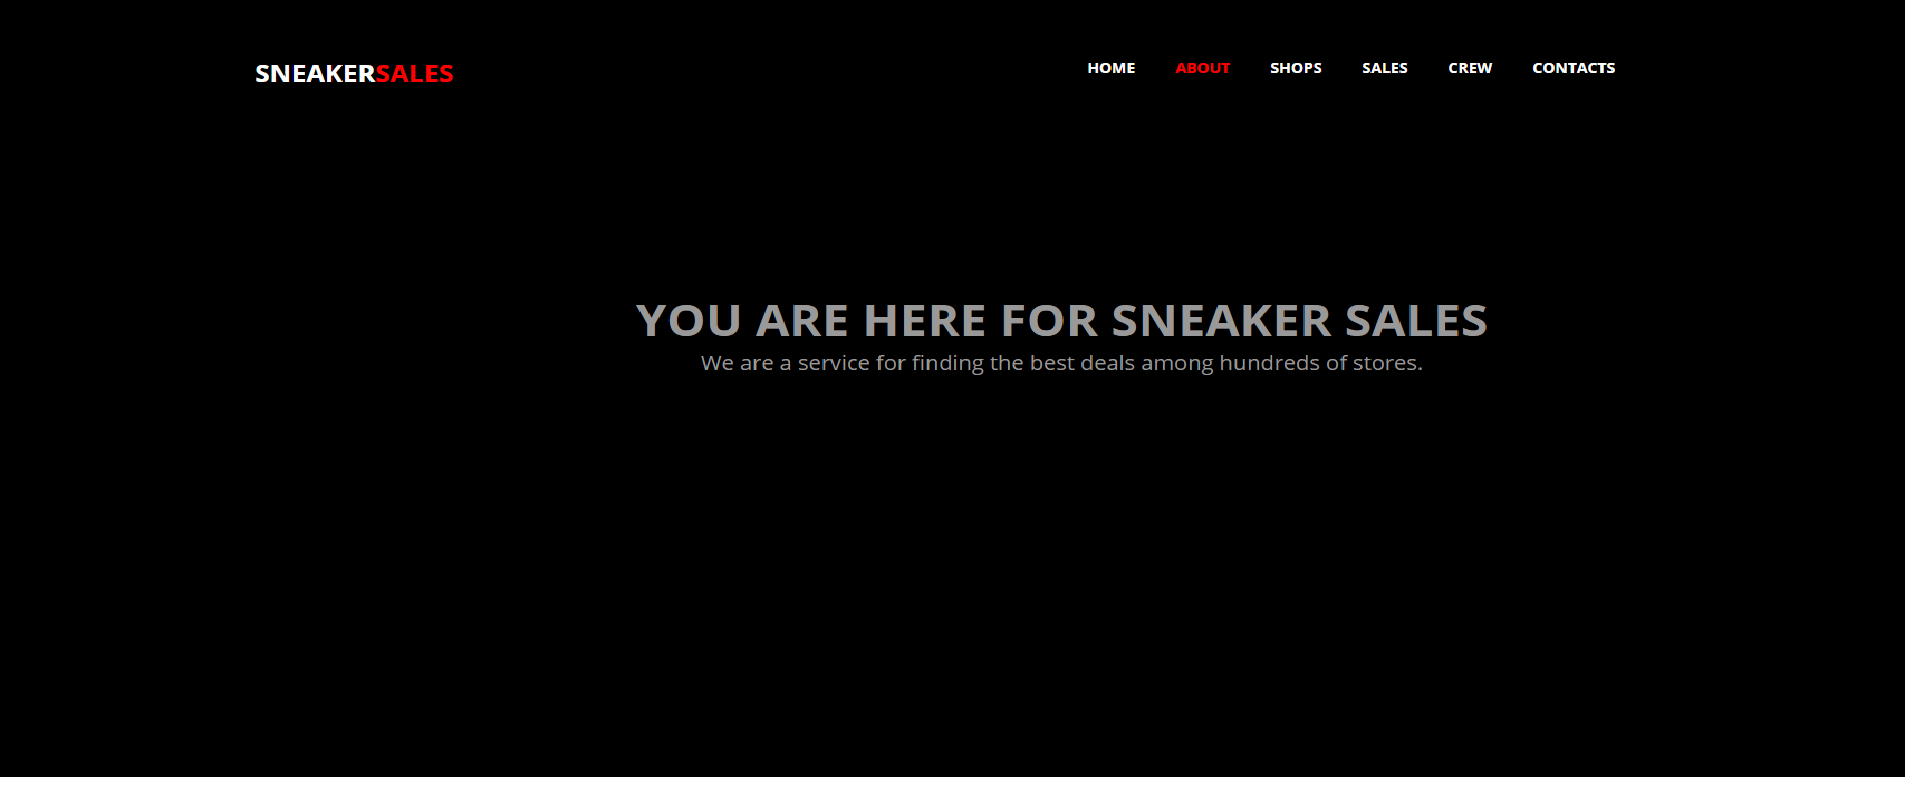 SNEAKERSALES
HOME ABOUT SHOPS SALES CREW CONTACTS
YOU ARE HERE FOR SNEAKER SALES
We are a service for finding the best deals among hundreds of stores.